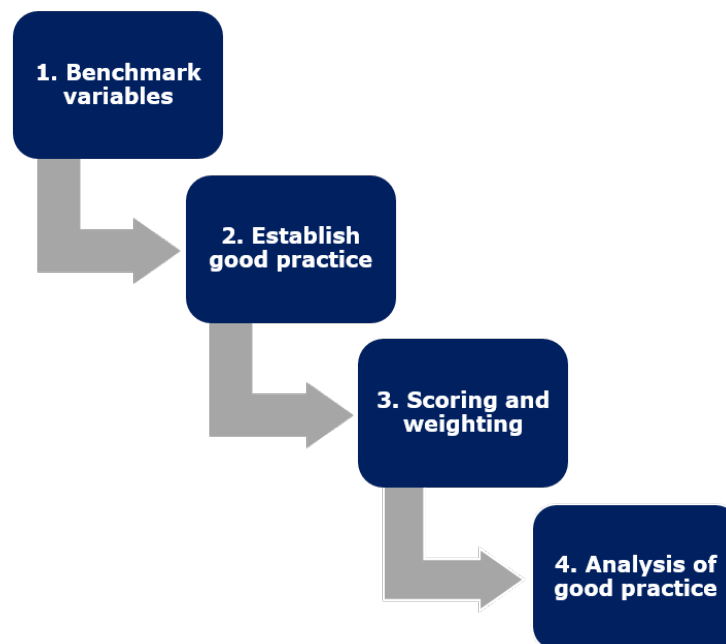 1. Benchmark
variables
2. Establish
good practice
3. Scoring and
weighting
4. Analysis of
good practice